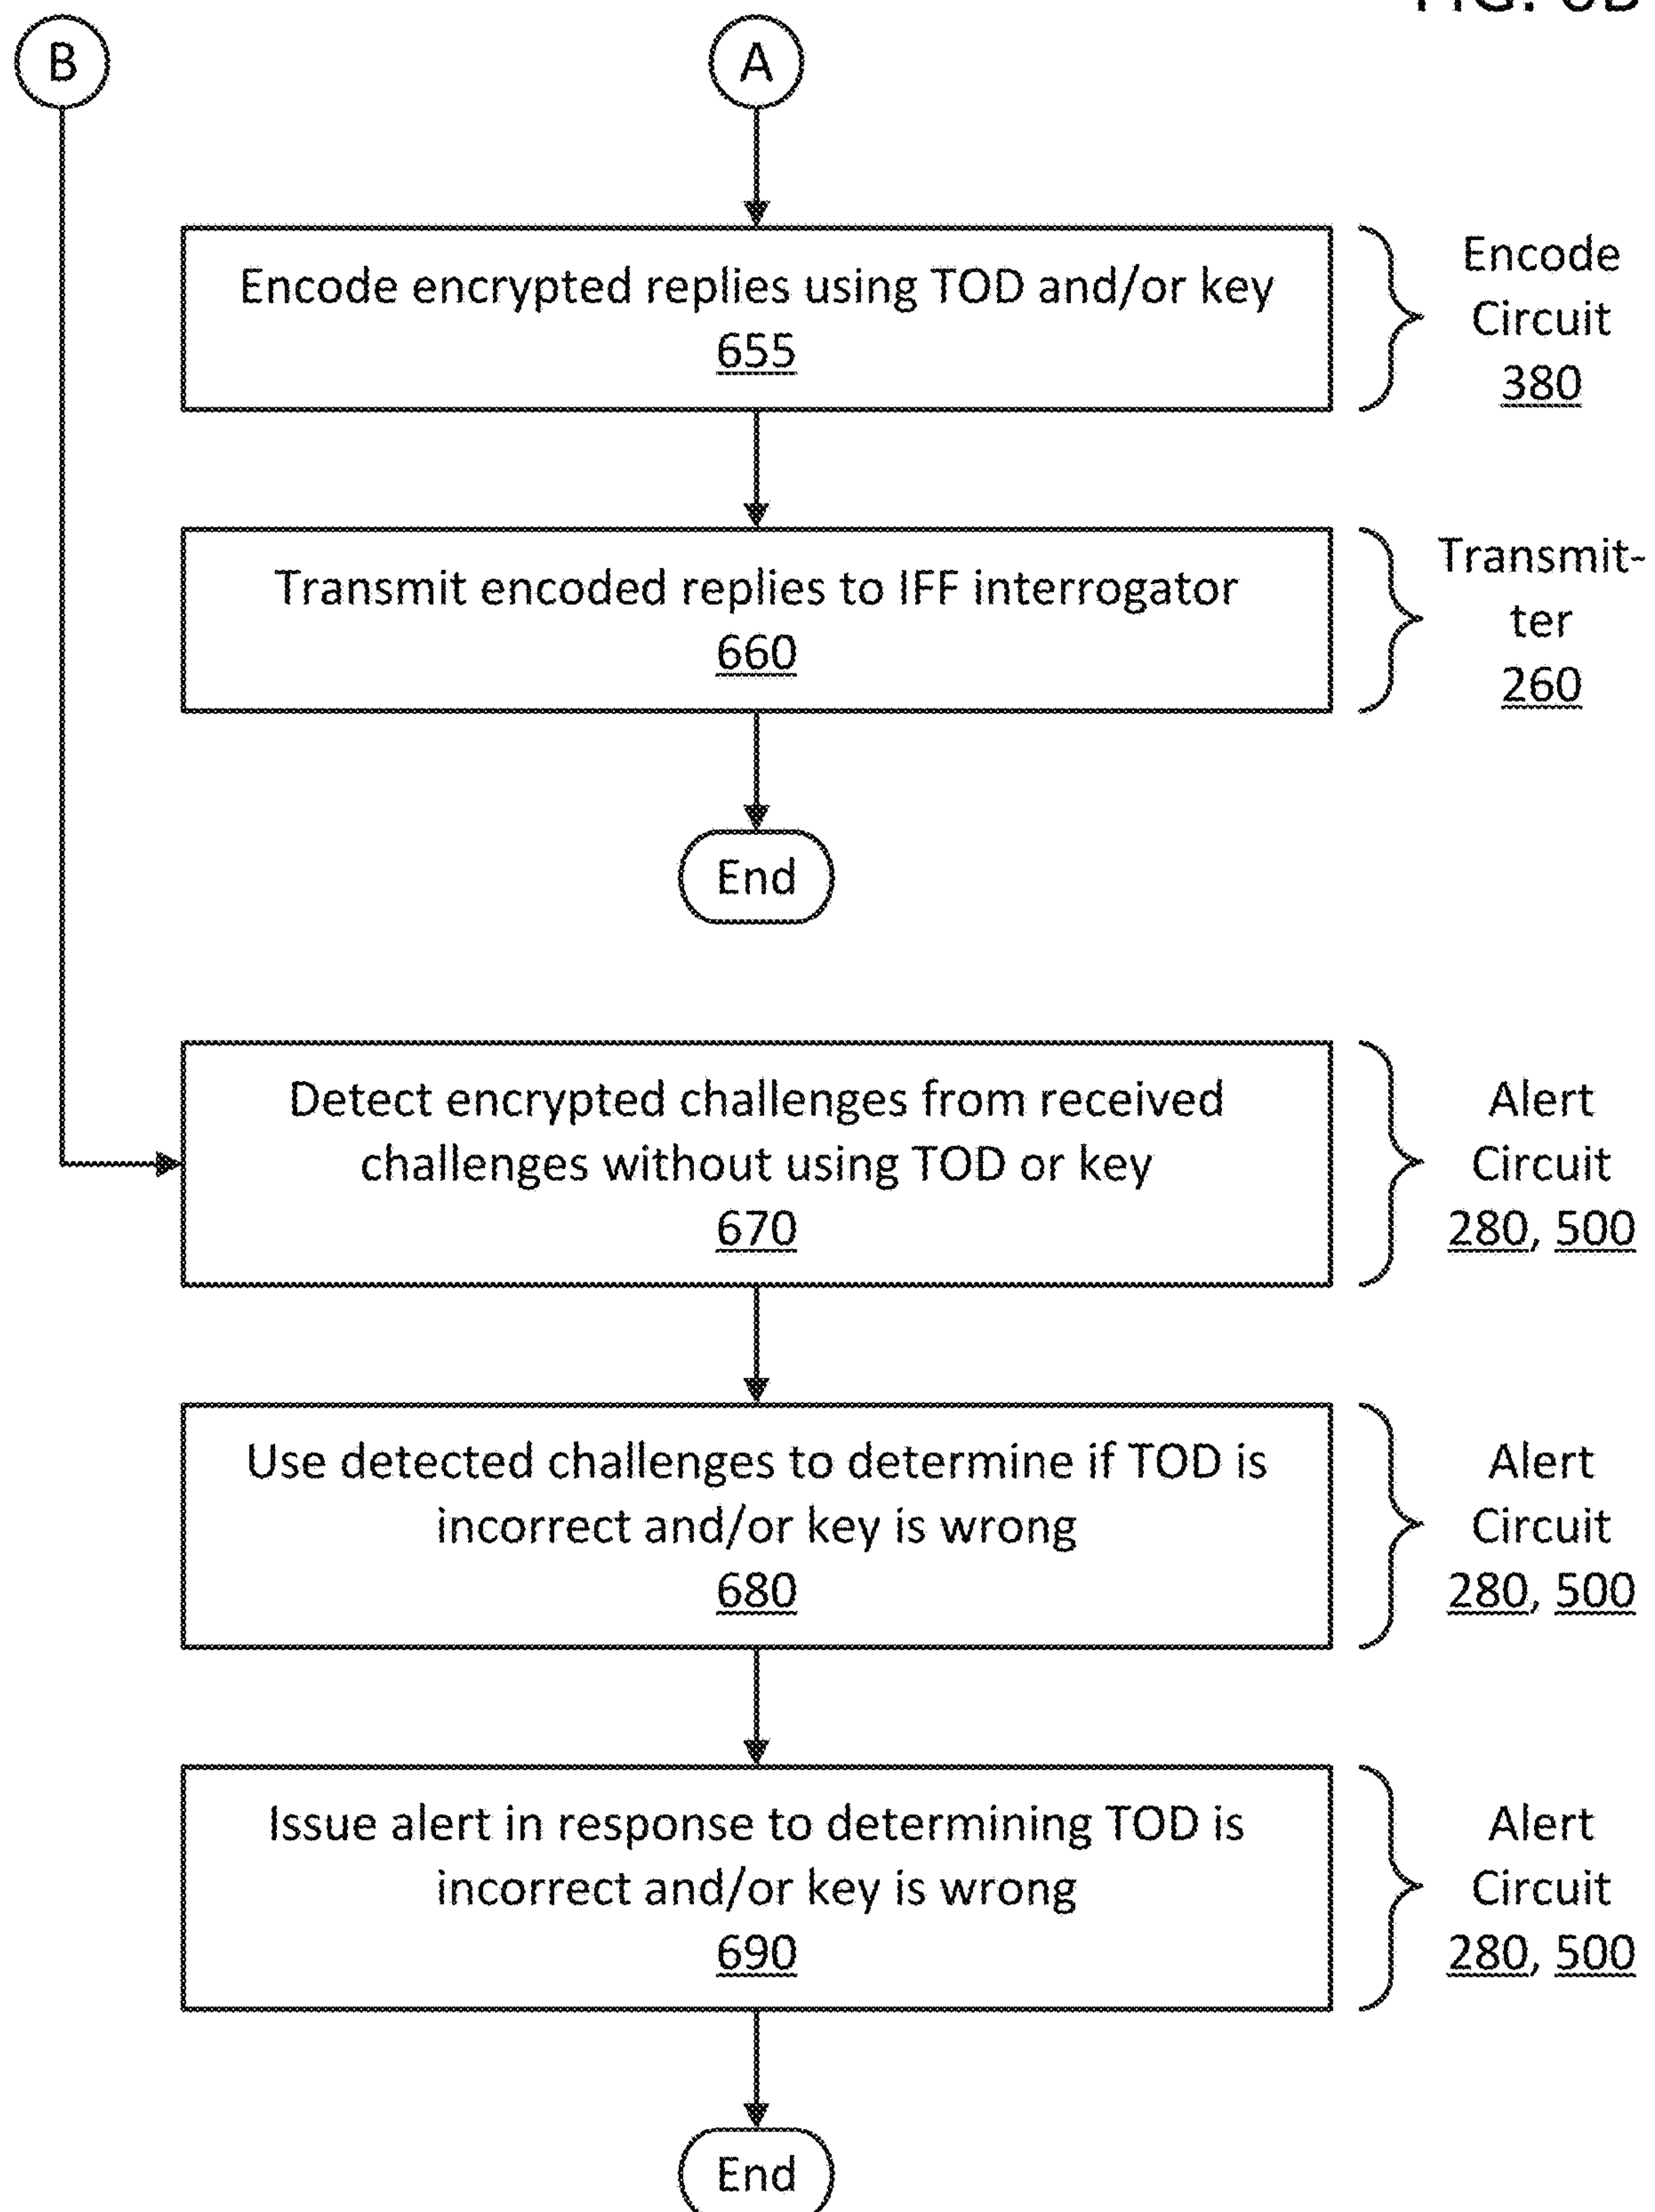 FIG. 6B
B
A
Encode encrypted replies using TOD and/or key
655
Encode
Circuit
380
Transmit encoded replies to IFF interrogator
660
Transmit-
ter
260
End
Detect encrypted challenges from received
challenges without using TOD or key
670
Alert
Circuit
280, 500
Use detected challenges to determine if TOD is
incorrect and/or key is wrong
680
Alert
Circuit
280, 500
Issue alert in response to determining TOD is
incorrect and/or key is wrong
690
Alert
Circuit
280, 500
End